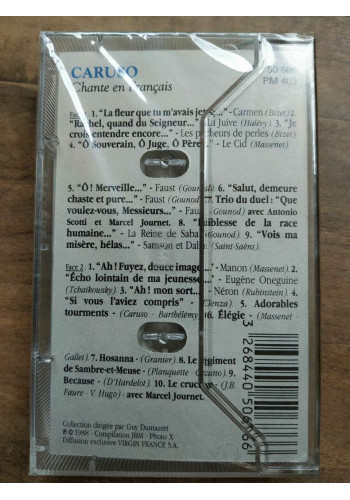 CARUSO
Chante en Français
50 606
PM 403
Face 1 1. "La fleur que tu m'avais jetée..." - Carmen (Bizet) 2.
"Rachel, quand du Seigneur..." - La Juive (Halévy) 3. "Je
crois entendre encore..." - Les pêcheurs de perles (Bizet)
4. "Ô Souverain, Ô Juge, Ô Père..." - Le Cid (Massenet)
5. "Ô! Merveille..." - Faust (Gounod) 6. "Salut, demeure
chaste et pure..." - Faust (Gounod) 7. Trio du duel: "Que
voulez-vous, Messieurs..." - Faust (Gounod) avec Antonio
Scotti et Marcel Journet. 8. "Faiblesse de la race
humaine..." - La Reine de Saba 9. "Vois ma
misère, hélas..." - Samson et Dalila (Saint-Saëns).
Face 2 1. "Ah! Fuyez, douce image..." - Manon (Massenet) 2.
"Écho lointain de ma jeunesse..." - Eugène Oneguine
(Tchaïkowsky) 3. "Ah! mon sort... - Néron (Rubinstein) 4.
"Si vous l'aviez compris" - (Denza). 5. Adorables
tourments - (Caruso - Barthélémy) 6. Élégie - (Massenet -
Gallet). 7. Hosanna - (Granier) 8. Le régiment
de Sambre-et-Meuse - (Planquette - Cezano) 9.
Because - (D'Hardelot). 10. Le crucifix - (J.B.
Faure - V. Hugo) - avec Marcel Journet.
Collection dirigée par Guy Dumazert
℗ © 1988 - Compilation JBM - Photo X
Diffusion exclusive VIRGIN FRANCE S.A.
3 268440 506066